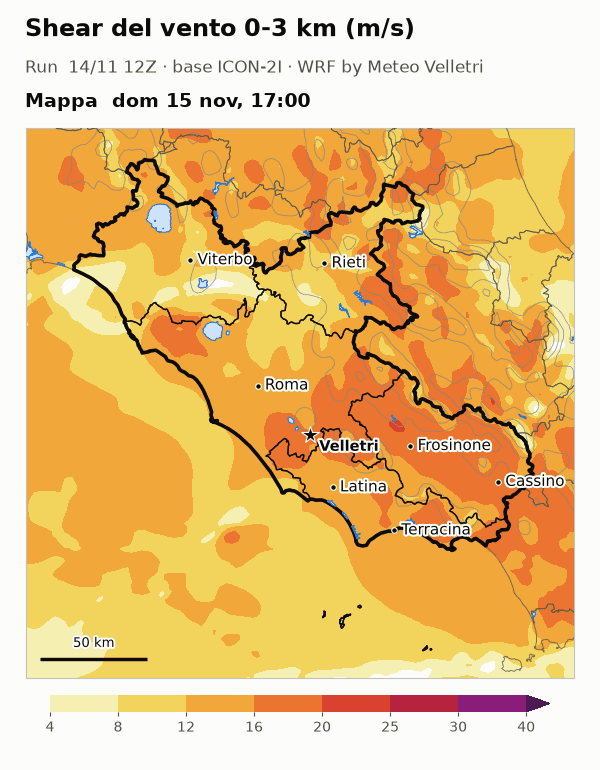 Shear del vento 0-3 km (m/s)
Run  14/11 12Z · base ICON-2I · WRF by Meteo Velletri
Mappa  dom 15 nov, 17:00
Viterbo
Rieti
Roma
Velletri
Frosinone
Cassino
Latina
Terracina
50 km
4 8 12 16 20 25 30 40